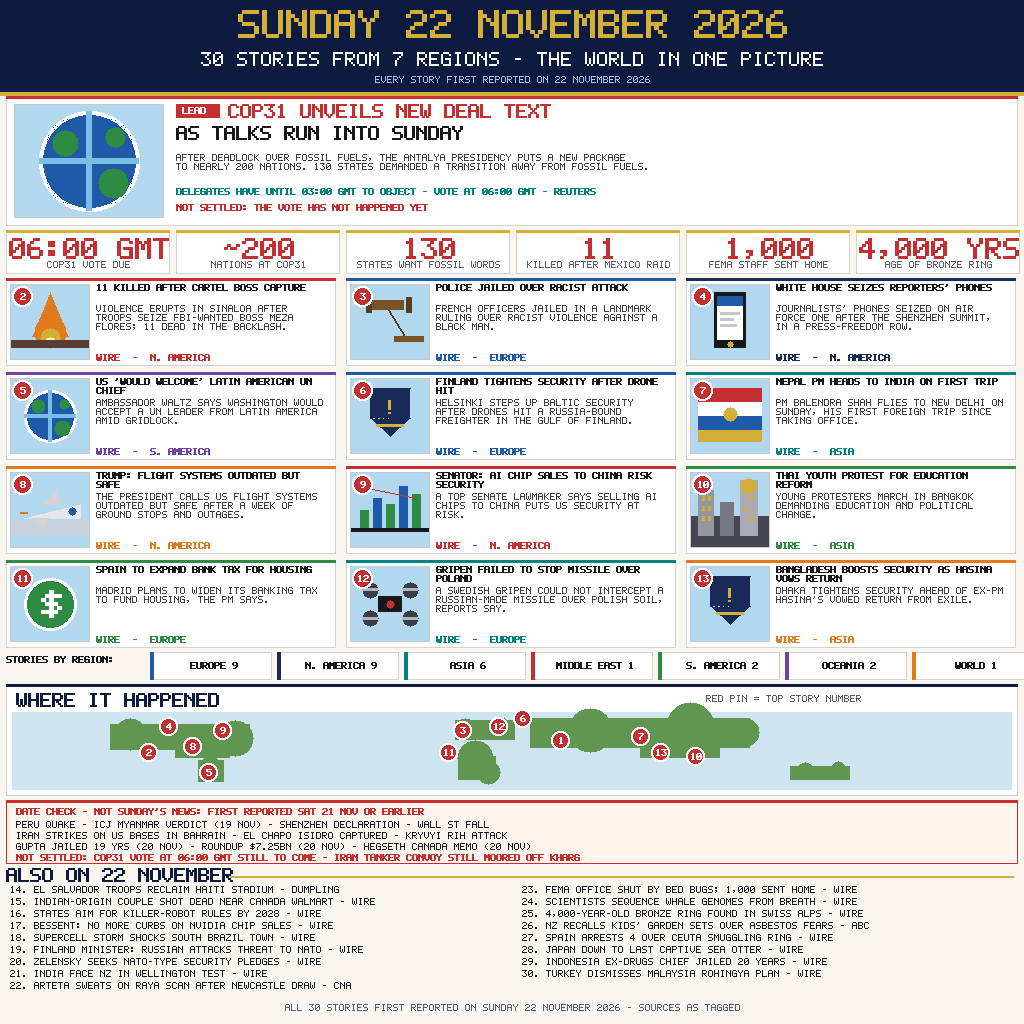 SUNDAY 22 NOVEMBER 2026
30 STORIES FROM 7 REGIONS - THE WORLD IN ONE PICTURE
EVERY STORY FIRST REPORTED ON 22 NOVEMBER 2026
LEAD COP31 UNVEILS NEW DEAL TEXT
AS TALKS RUN INTO SUNDAY
AFTER DEADLOCK OVER FOSSIL FUELS, THE ANTALYA PRESIDENCY PUTS A NEW PACKAGE
TO NEARLY 200 NATIONS. 130 STATES DEMANDED A TRANSITION AWAY FROM FOSSIL FUELS.
DELEGATES HAVE UNTIL 03:00 GMT TO OBJECT - VOTE AT 06:00 GMT - REUTERS
NOT SETTLED: THE VOTE HAS NOT HAPPENED YET
06:00 GMT
COP31 VOTE DUE
~200
NATIONS AT COP31
130
STATES WANT FOSSIL WORDS
11
KILLED AFTER MEXICO RAID
1,000
FEMA STAFF SENT HOME
4,000 YRS
AGE OF BRONZE RING
2
11 KILLED AFTER CARTEL BOSS CAPTURE
VIOLENCE ERUPTS IN SINALOA AFTER
TROOPS SEIZE FBI-WANTED BOSS MEZA
FLORES; 11 DEAD IN THE BACKLASH.
WIRE - N. AMERICA
3
POLICE JAILED OVER RACIST ATTACK
FRENCH OFFICERS JAILED IN A LANDMARK
RULING OVER RACIST VIOLENCE AGAINST A
BLACK MAN.
WIRE - EUROPE
4
WHITE HOUSE SEIZES REPORTERS' PHONES
JOURNALISTS' PHONES SEIZED ON AIR
FORCE ONE AFTER THE SHENZHEN SUMMIT,
IN A PRESS-FREEDOM ROW.
WIRE - N. AMERICA
5
US 'WOULD WELCOME' LATIN AMERICAN UN
CHIEF
AMBASSADOR WALTZ SAYS WASHINGTON WOULD
ACCEPT A UN LEADER FROM LATIN AMERICA
AMID GRIDLOCK.
WIRE - S. AMERICA
6
!
FINLAND TIGHTENS SECURITY AFTER DRONE
HIT
HELSINKI STEPS UP BALTIC SECURITY
AFTER DRONES HIT A RUSSIA-BOUND
FREIGHTER IN THE GULF OF FINLAND.
WIRE - EUROPE
7
NEPAL PM HEADS TO INDIA ON FIRST TRIP
PM BALENDRA SHAH FLIES TO NEW DELHI ON
SUNDAY, HIS FIRST FOREIGN TRIP SINCE
TAKING OFFICE.
WIRE - ASIA
8
TRUMP: FLIGHT SYSTEMS OUTDATED BUT
SAFE
THE PRESIDENT CALLS US FLIGHT SYSTEMS
OUTDATED BUT SAFE AFTER A WEEK OF
GROUND STOPS AND OUTAGES.
WIRE - N. AMERICA
9
SENATOR: AI CHIP SALES TO CHINA RISK
SECURITY
A TOP SENATE LAWMAKER SAYS SELLING AI
CHIPS TO CHINA PUTS US SECURITY AT
RISK.
WIRE - N. AMERICA
10
THAI YOUTH PROTEST FOR EDUCATION
REFORM
YOUNG PROTESTERS MARCH IN BANGKOK
DEMANDING EDUCATION AND POLITICAL
CHANGE.
WIRE - ASIA
11
$
SPAIN TO EXPAND BANK TAX FOR HOUSING
MADRID PLANS TO WIDEN ITS BANKING TAX
TO FUND HOUSING, THE PM SAYS.
WIRE - EUROPE
12
GRIPEN FAILED TO STOP MISSILE OVER
POLAND
A SWEDISH GRIPEN COULD NOT INTERCEPT A
RUSSIAN-MADE MISSILE OVER POLISH SOIL,
REPORTS SAY.
WIRE - EUROPE
13
!
BANGLADESH BOOSTS SECURITY AS HASINA
VOWS RETURN
DHAKA TIGHTENS SECURITY AHEAD OF EX-PM
HASINA'S VOWED RETURN FROM EXILE.
WIRE - ASIA
STORIES BY REGION:
EUROPE 9
N. AMERICA 9
ASIA 6
MIDDLE EAST 1
S. AMERICA 2
OCEANIA 2
WORLD 1
WHERE IT HAPPENED
RED PIN = TOP STORY NUMBER
4
9
2
8
5
3
12
6
11
1
7
13
10
DATE CHECK - NOT SUNDAY'S NEWS: FIRST REPORTED SAT 21 NOV OR EARLIER
PERU QUAKE - ICJ MYANMAR VERDICT (19 NOV) - SHENZHEN DECLARATION - WALL ST FALL
IRAN STRIKES ON US BASES IN BAHRAIN - EL CHAPO ISIDRO CAPTURED - KRYVYI RIH ATTACK
GUPTA JAILED 19 YRS (20 NOV) - ROUNDUP $7.25BN (20 NOV) - HEGSETH CANADA MEMO (20 NOV)
NOT SETTLED: COP31 VOTE AT 06:00 GMT STILL TO COME - IRAN TANKER CONVOY STILL MOORED OFF KHARG
ALSO ON 22 NOVEMBER
14. EL SALVADOR TROOPS RECLAIM HAITI STADIUM - DUMPLING
15. INDIAN-ORIGIN COUPLE SHOT DEAD NEAR CANADA WALMART - WIRE
16. STATES AIM FOR KILLER-ROBOT RULES BY 2028 - WIRE
17. BESSENT: NO MORE CURBS ON NVIDIA CHIP SALES - WIRE
18. SUPERCELL STORM SHOCKS SOUTH BRAZIL TOWN - WIRE
19. FINLAND MINISTER: RUSSIAN ATTACKS THREAT TO NATO - WIRE
20. ZELENSKY SEEKS NATO-TYPE SECURITY PLEDGES - WIRE
21. INDIA FACE NZ IN WELLINGTON TEST - WIRE
22. ARTETA SWEATS ON RAYA SCAN AFTER NEWCASTLE DRAW - CNA
23. FEMA OFFICE SHUT BY BED BUGS; 1,000 SENT HOME - WIRE
24. SCIENTISTS SEQUENCE WHALE GENOMES FROM BREATH - WIRE
25. 4,000-YEAR-OLD BRONZE RING FOUND IN SWISS ALPS - WIRE
26. NZ RECALLS KIDS' GARDEN SETS OVER ASBESTOS FEARS - ABC
27. SPAIN ARRESTS 4 OVER CEUTA SMUGGLING RING - WIRE
28. JAPAN DOWN TO LAST CAPTIVE SEA OTTER - WIRE
29. INDONESIA EX-DRUGS CHIEF JAILED 20 YEARS - WIRE
30. TURKEY DISMISSES MALAYSIA ROHINGYA PLAN - WIRE
ALL 30 STORIES FIRST REPORTED ON SUNDAY 22 NOVEMBER 2026 - SOURCES AS TAGGED